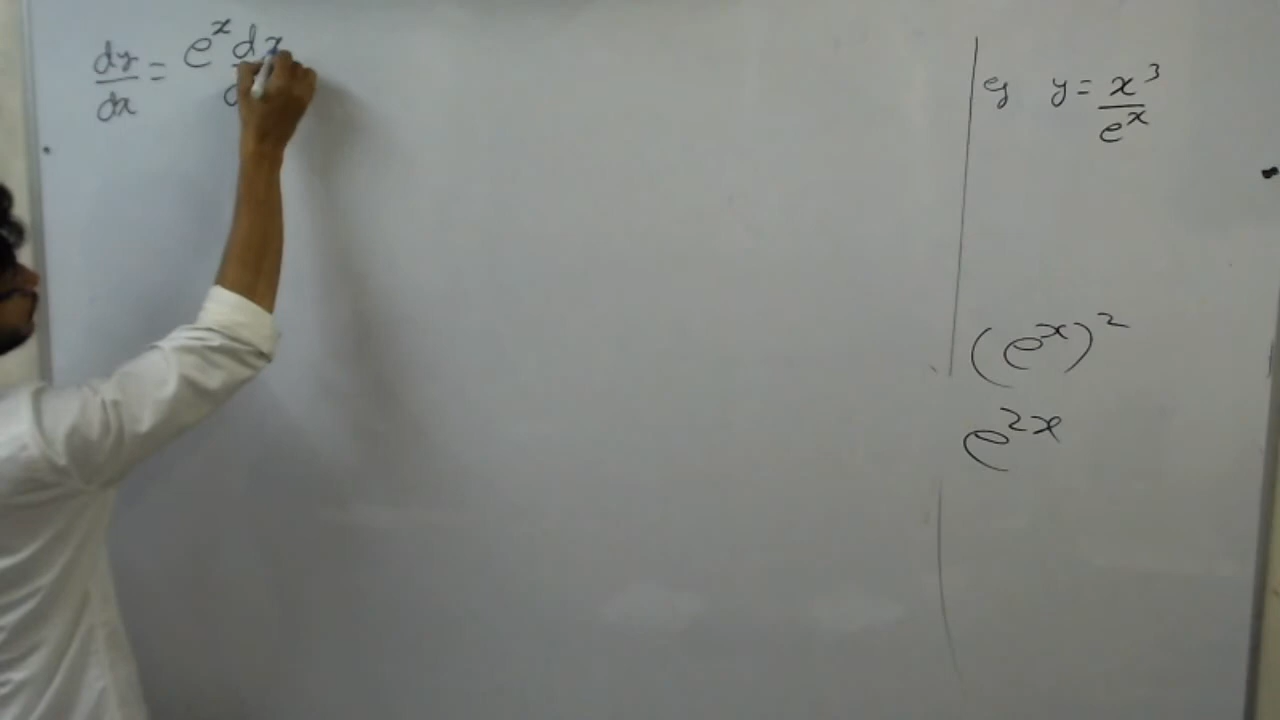 dy/dx = e^x dx
eg y = x^3/e^x
(e^x)^2
e^2x